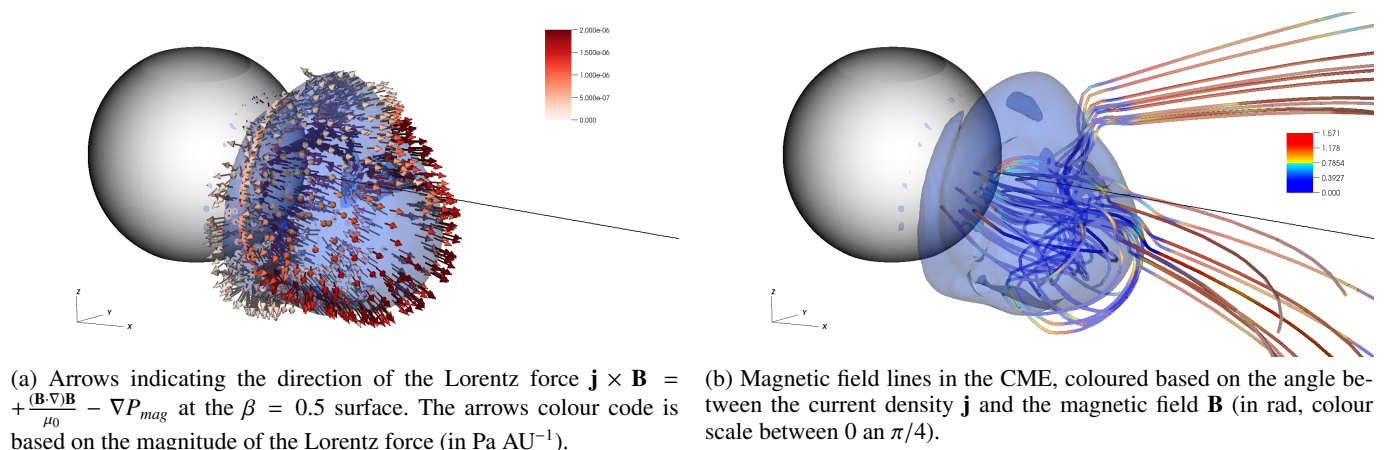 2.000e-06
1.500e-06
1.000e-06
5.000e-07
0.000
Z
Y
X
1.571
1.178
0.7854
0.3927
0.000
Z
Y
X
(a) Arrows indicating the direction of the Lorentz force j × B =
+(B·∇)B/μ₀ − ∇P_mag at the β = 0.5 surface. The arrows colour code is
based on the magnitude of the Lorentz force (in Pa AU⁻¹).
(b) Magnetic field lines in the CME, coloured based on the angle be-
tween the current density j and the magnetic field B (in rad, colour
scale between 0 an π/4).